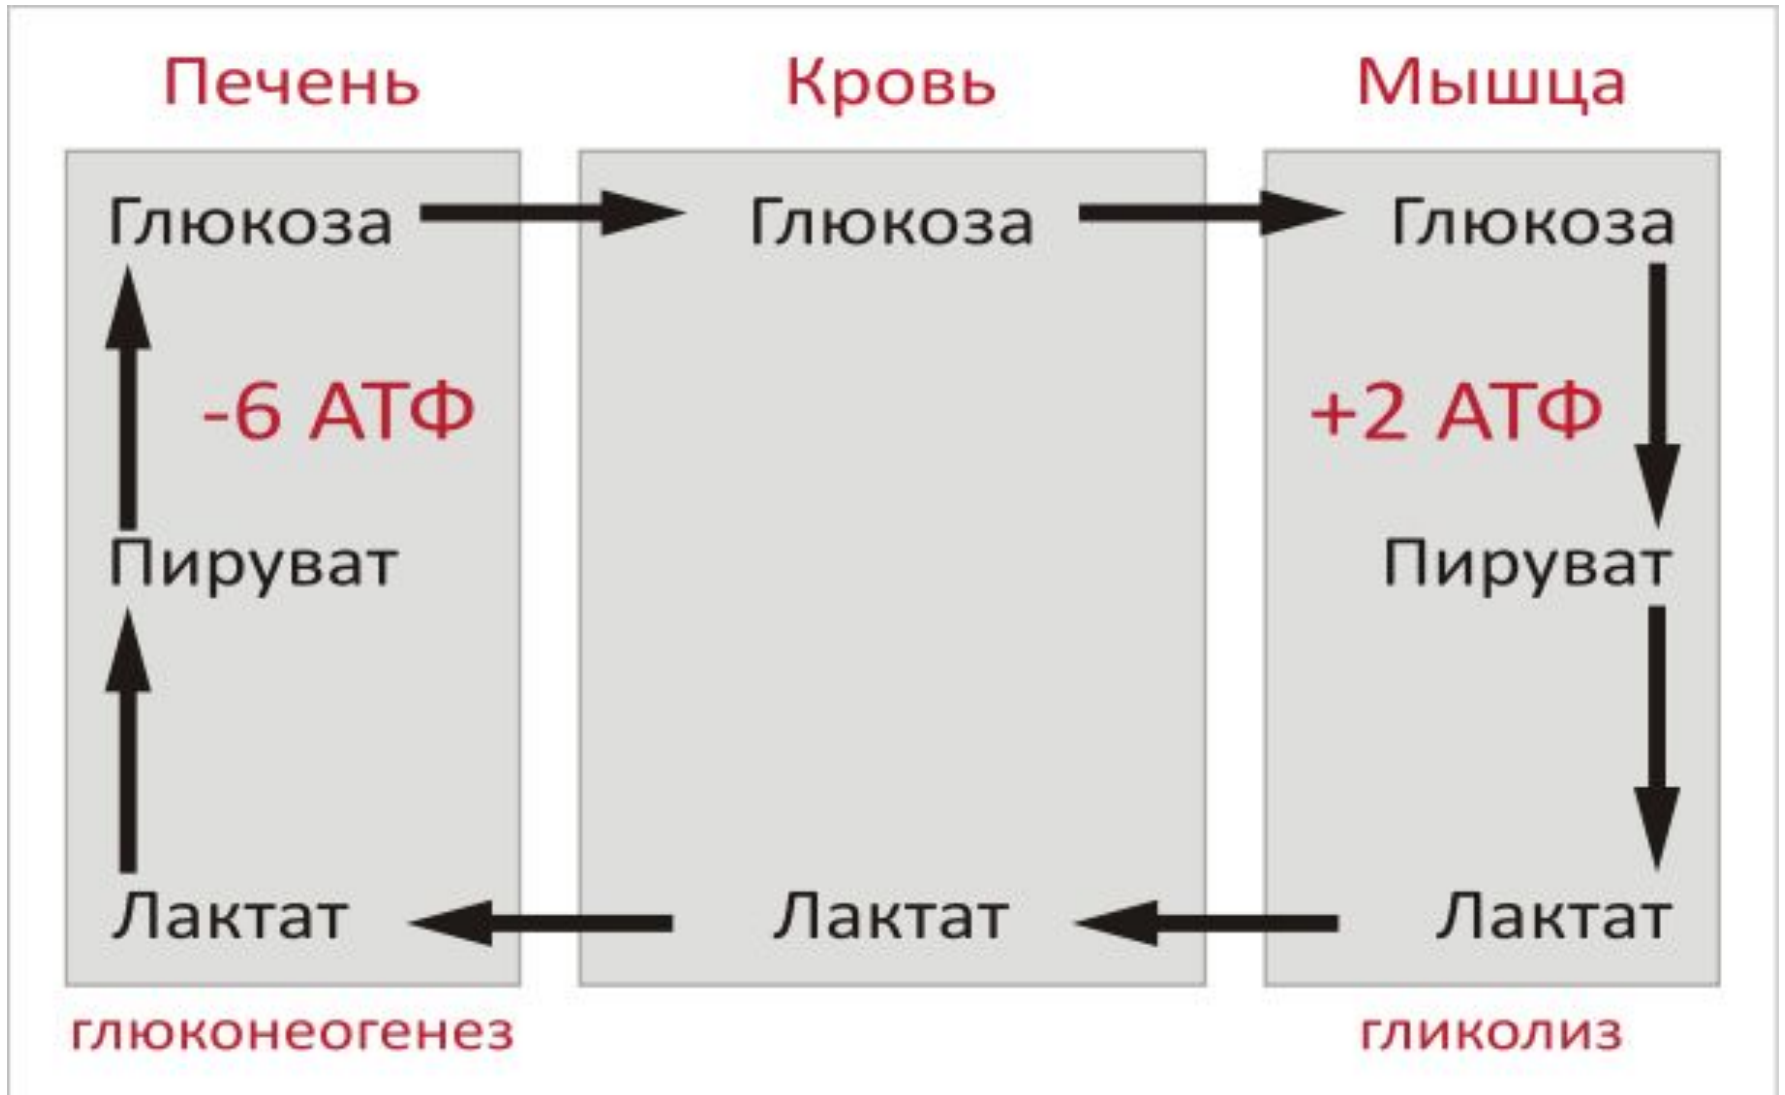 Печень Кровь Мышца
Глюкоза Глюкоза Глюкоза
-6 АТФ +2 АТФ
Пируват Пируват
Лактат Лактат Лактат
глюконеогенез гликолиз